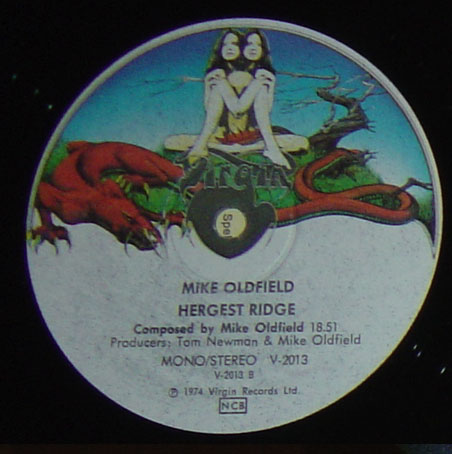 Virgin
Spe
MIKE OLDFIELD
HERGEST RIDGE
Composed by Mike Oldfield 18.51
Producers: Tom Newman & Mike Oldfield
MONO/STEREO V-2013
V-2013 B
℗ 1974 Virgin Records Ltd.
NCB